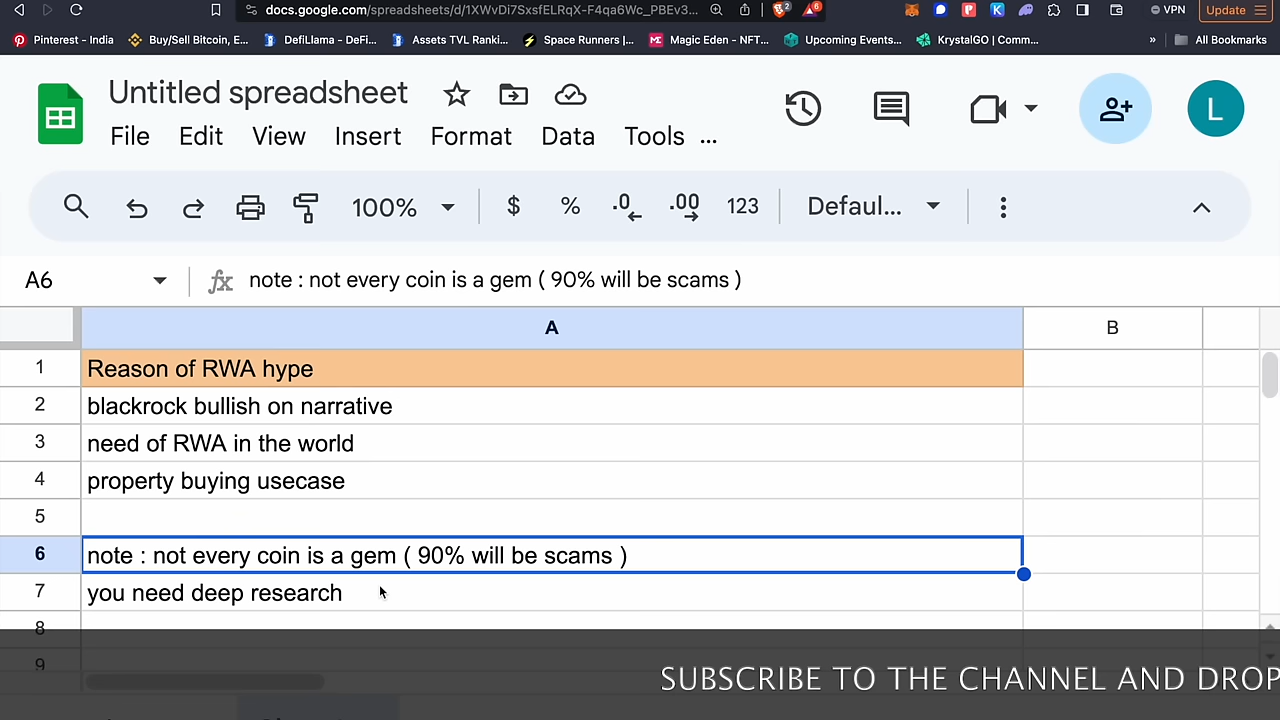 docs.google.com/spreadsheets/d/1XWvDi7SxsfELRqX-F4qa6Wc_PBEv3...
2
6
VPN
Update
Pinterest - India
Buy/Sell Bitcoin, E...
DefiLlama - DeFi...
Assets TVL Ranki...
Space Runners |...
Magic Eden - NFT...
Upcoming Events...
KrystalGO | Comm...
»
All Bookmarks
Untitled spreadsheet
L
File Edit View Insert Format Data Tools ...
100%
$ % .0 .00 123
Defaul...
A6
fx note : not every coin is a gem ( 90% will be scams )
A B
1 Reason of RWA hype
2 blackrock bullish on narrative
3 need of RWA in the world
4 property buying usecase
5
6 note : not every coin is a gem ( 90% will be scams )
7 you need deep research
8
9
SUBSCRIBE TO THE CHANNEL AND DROP